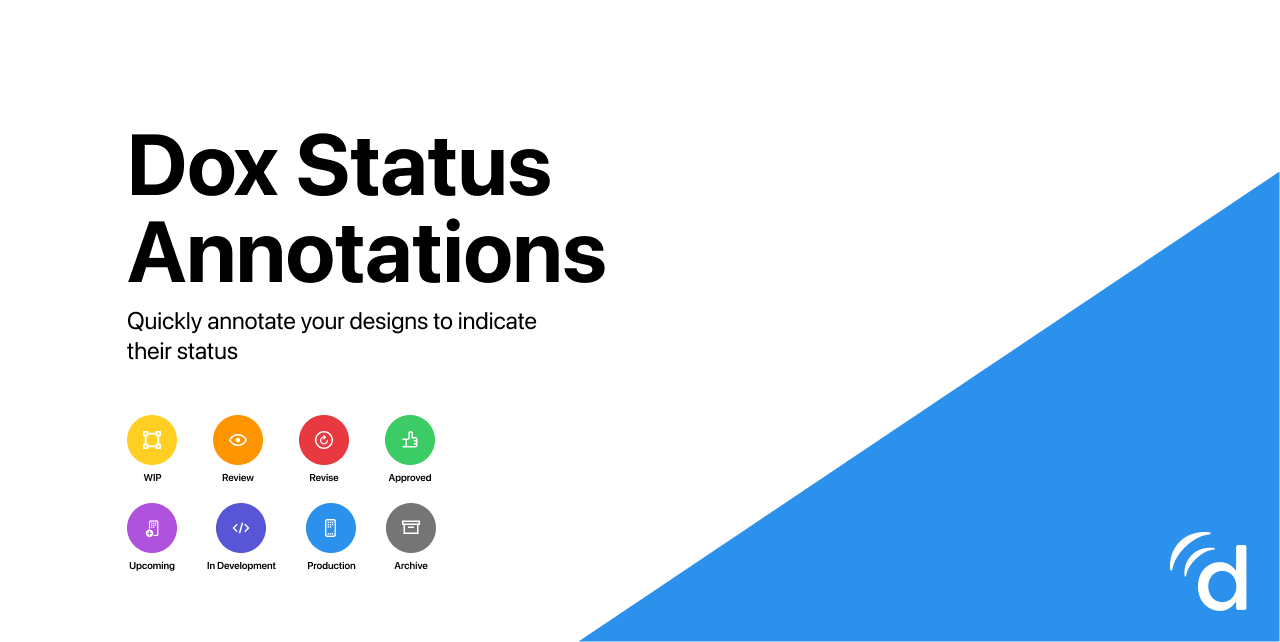 Dox Status
Annotations
Quickly annotate your designs to indicate
their status
WIP
Review
Revise
Approved
Upcoming
In Development
Production
Archive
d